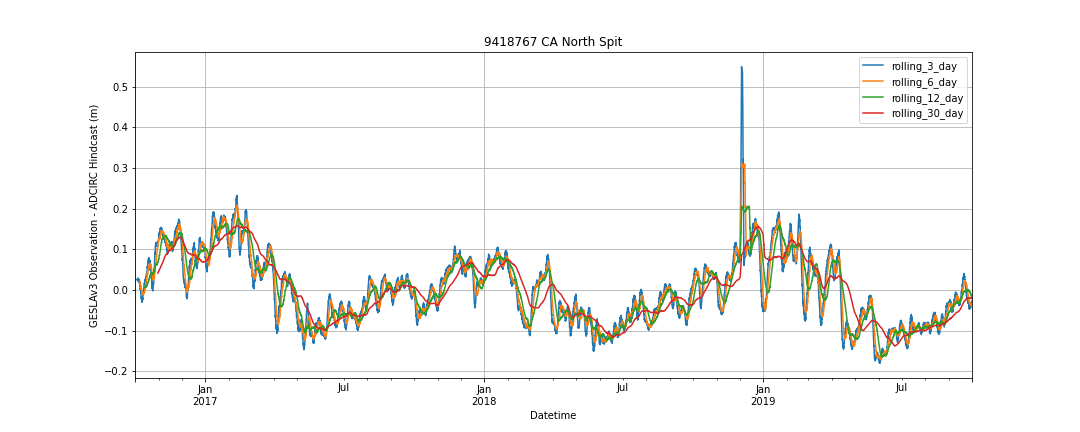 9418767 CA North Spit
GESLAv3 Observation - ADCIRC Hindcast (m)
0.5
0.4
0.3
0.2
0.1
0.0
−0.1
−0.2
rolling_3_day
rolling_6_day
rolling_12_day
rolling_30_day
Jan
2017
Jul
Jan
2018
Jul
Jan
2019
Jul
Datetime